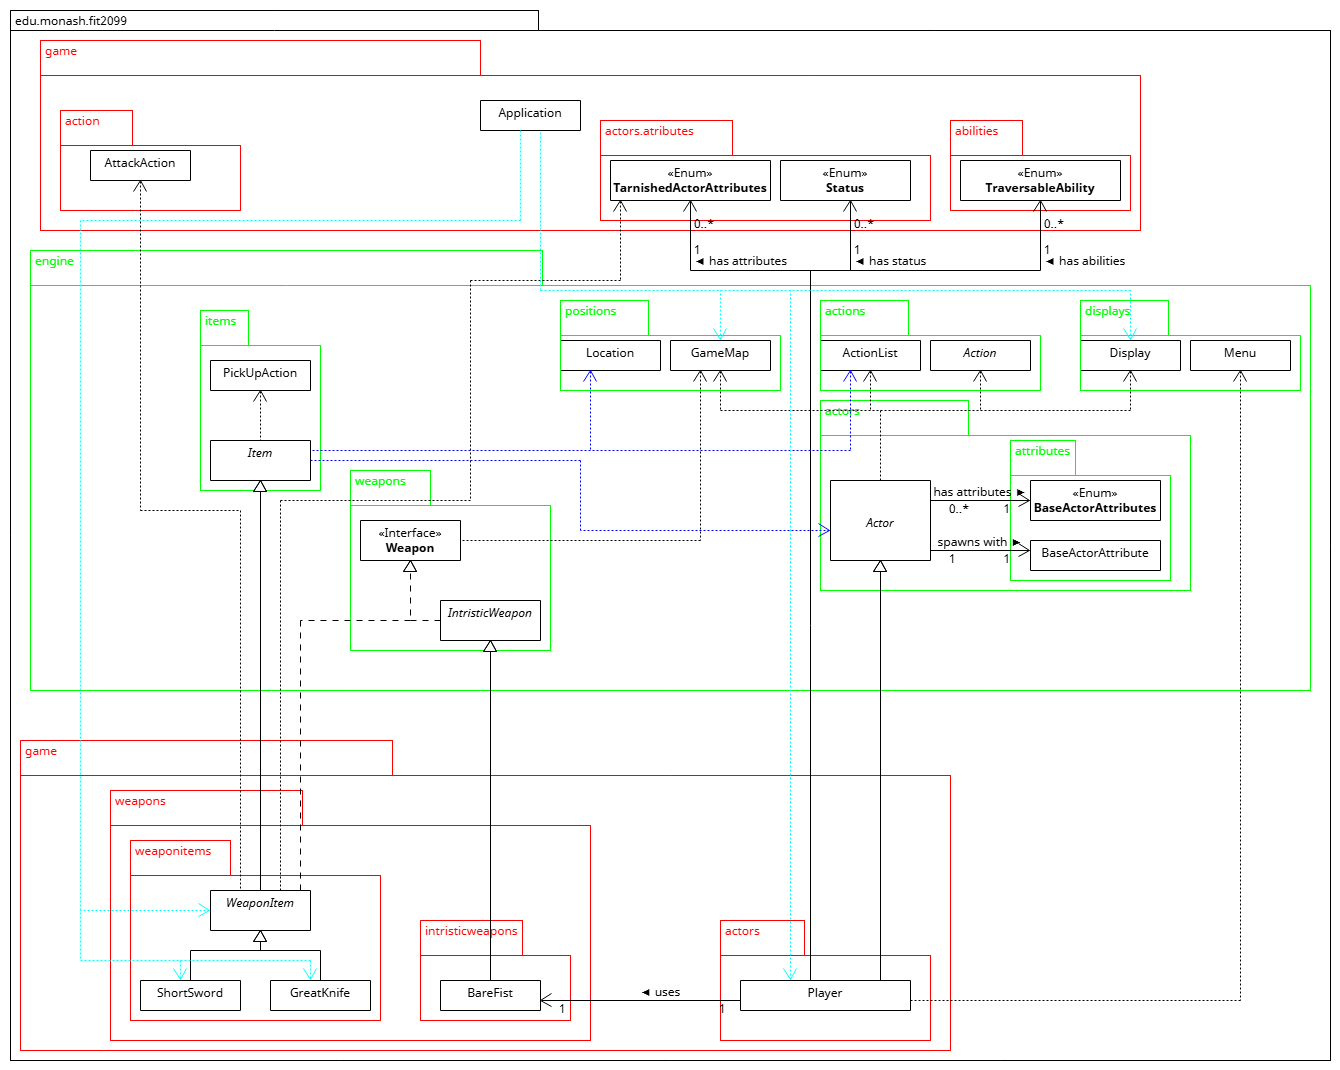 edu.monash.fit2099
game
action
AttackAction
Application
actors.atributes
«Enum»
TarnishedActorAttributes
«Enum»
Status
abilities
«Enum»
TraversableAbility
0..*
0..*
0..*
1
1
1
◄ has attributes
◄ has status
◄ has abilities
engine
items
PickUpAction
Item
positions
Location
GameMap
actions
ActionList
Action
displays
Display
Menu
weapons
«Interface»
Weapon
IntristicWeapon
actors
Actor
attributes
has attributes ►
0..*
1
«Enum»
BaseActorAttributes
spawns with ►
1
1
BaseActorAttribute
game
weapons
weaponitems
WeaponItem
ShortSword
GreatKnife
intristicweapons
BareFist
◄ uses
1
1
actors
Player